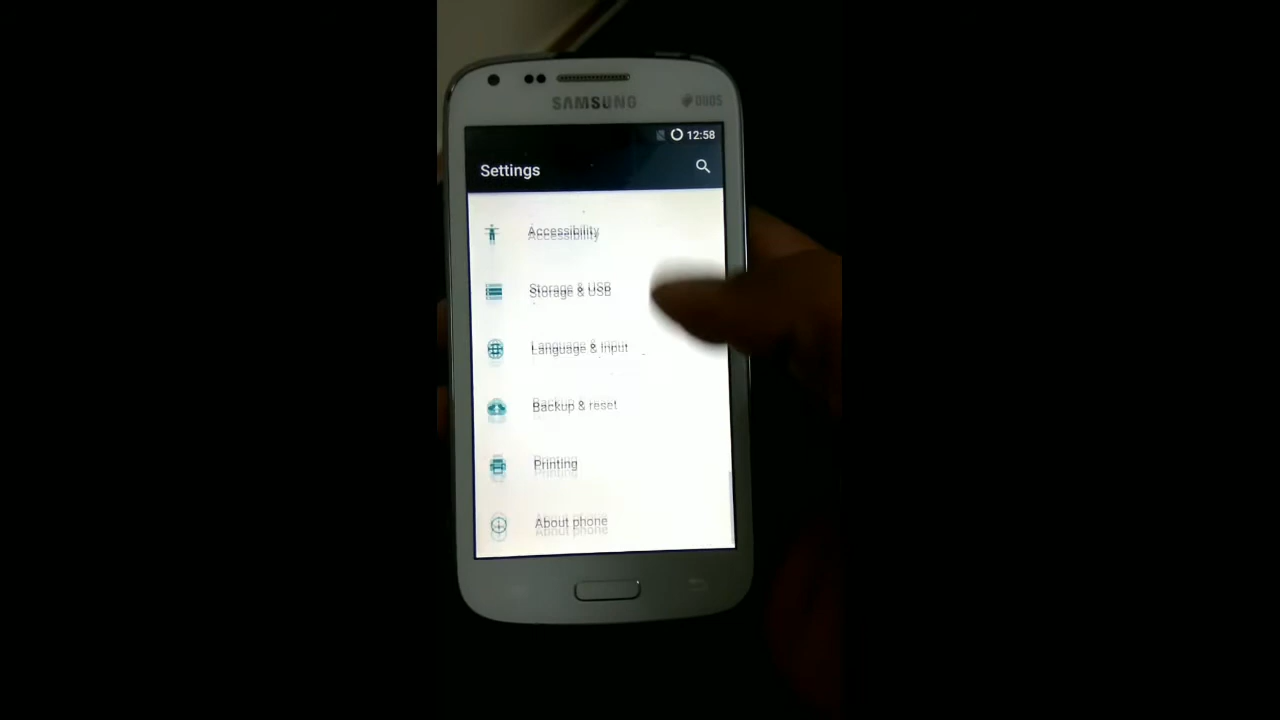 SAMSUNG
DUOS
12:58
Settings
Accessibility
Storage & USB
Language & input
Backup & reset
Printing
About phone